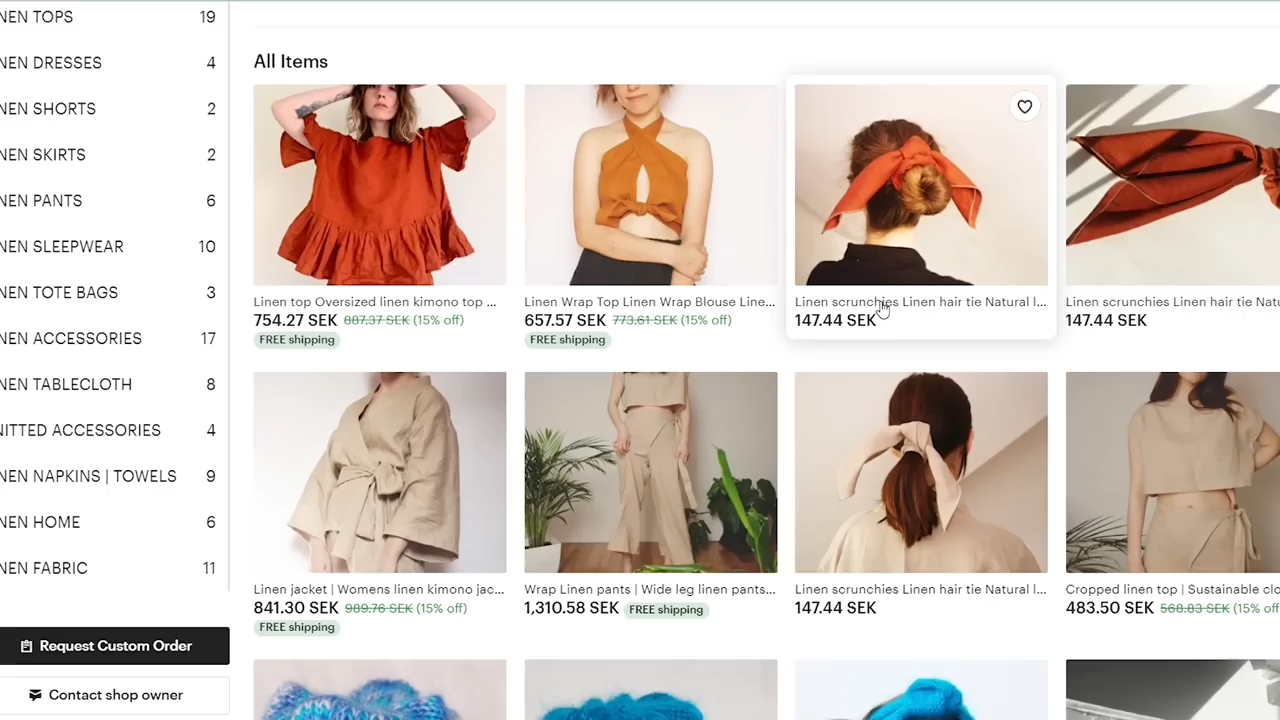 NEN TOPS 19
NEN DRESSES 4
NEN SHORTS 2
NEN SKIRTS 2
NEN PANTS 6
NEN SLEEPWEAR 10
NEN TOTE BAGS 3
NEN ACCESSORIES 17
NEN TABLECLOTH 8
NITTED ACCESSORIES 4
NEN NAPKINS | TOWELS 9
NEN HOME 6
NEN FABRIC 11
Request Custom Order
Contact shop owner
All Items
Linen top Oversized linen kimono top ...
754.27 SEK 887.37 SEK (15% off)
FREE shipping
Linen Wrap Top Linen Wrap Blouse Line...
657.57 SEK 773.61 SEK (15% off)
FREE shipping
Linen scrunchies Linen hair tie Natural l...
147.44 SEK
Linen scrunchies Linen hair tie Nat
147.44 SEK
Linen jacket | Womens linen kimono jac...
841.30 SEK 989.76 SEK (15% off)
FREE shipping
Wrap Linen pants | Wide leg linen pants...
1,310.58 SEK FREE shipping
Linen scrunchies Linen hair tie Natural l...
147.44 SEK
Cropped linen top | Sustainable clo
483.50 SEK 568.83 SEK (15% off